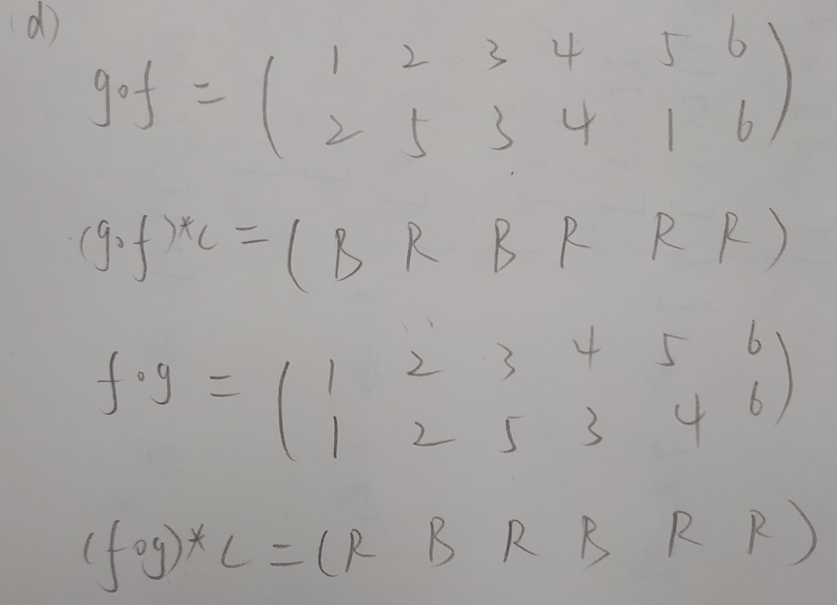 (d)
g∘f = ( 1 2 3 4 5 6
2 5 3 4 1 6 )
(g∘f)*c = ( B R B R R R )
f∘g = ( 1 2 3 4 5 6
1 2 5 3 4 6 )
(f∘g)*c = (R B R B R R )